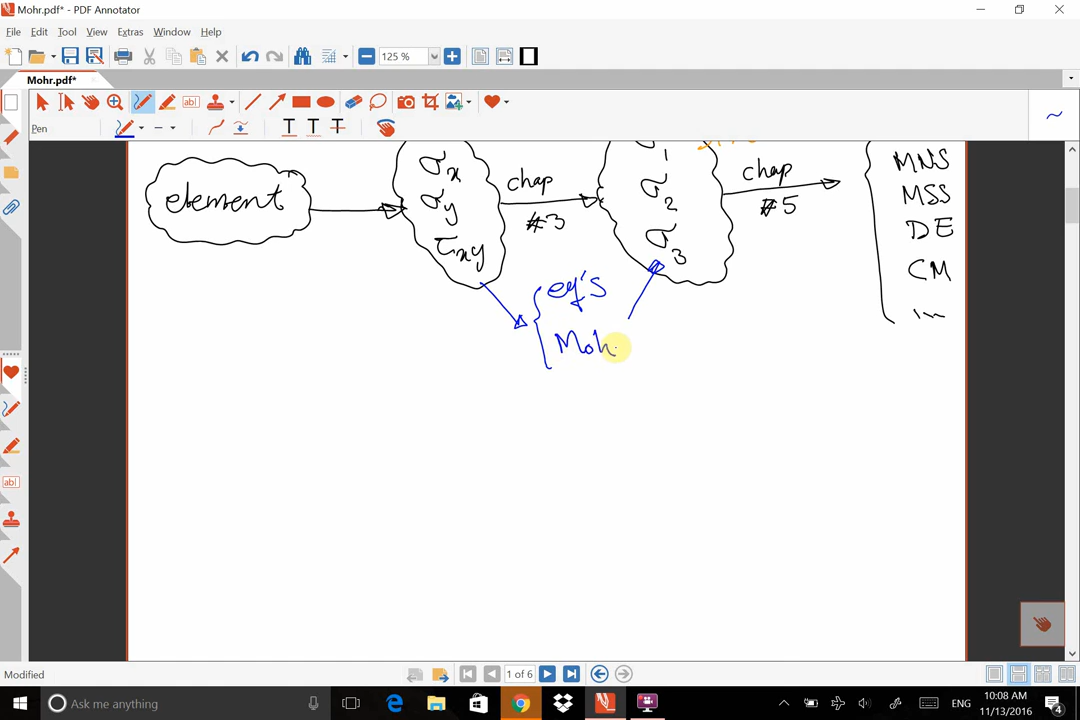 Mohr.pdf* - PDF Annotator
File Edit Tool View Extras Window Help
125 %
Mohr.pdf*
Pen
element
σx
σy
τxy
chap
#3
1
σ2
σ3
chap
#5
MNS
MSS
DE
CM
eq's
Moh
Modified
1 of 6
Ask me anything
ENG
10:08 AM
11/13/2016
4